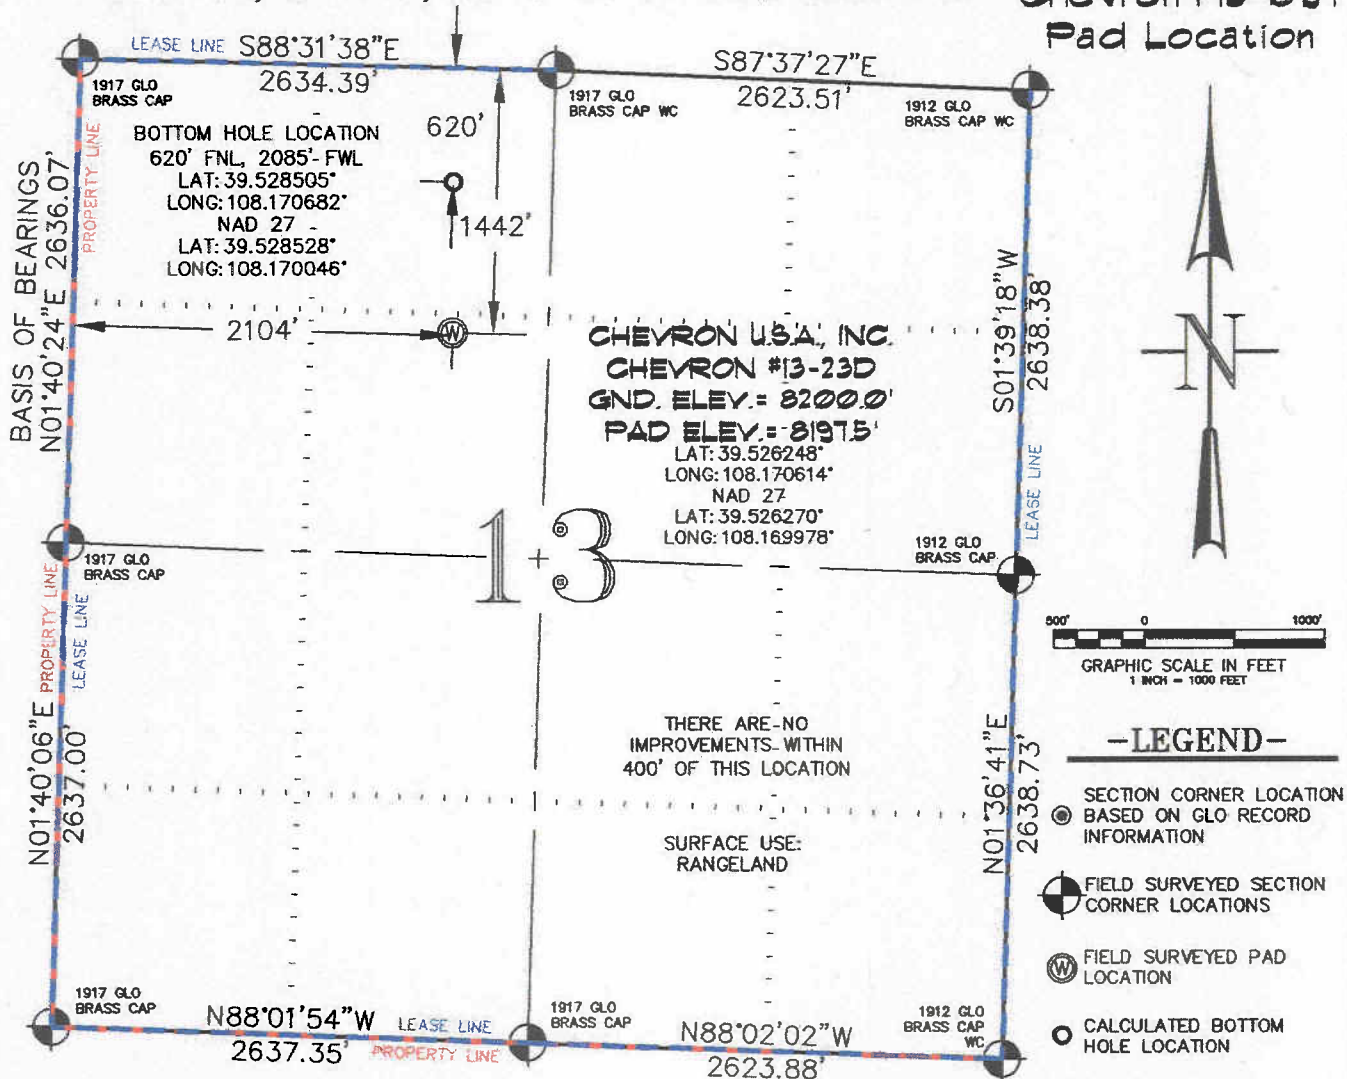 Pad Location
LEASE LINE
S88°31'38"E
2634.39'
S87°37'27"E
2623.51'
1917 GLO
BRASS CAP
1917 GLO
BRASS CAP WC
1912 GLO
BRASS CAP WC
BOTTOM HOLE LOCATION
620' FNL, 2085' FWL
LAT: 39.528505°
LONG: 108.170682°
NAD 27
LAT: 39.528528°
LONG: 108.170046°
620'
1442'
2104'
W
PROPERTY LINE
BASIS OF BEARINGS
N01°40'24"E 2636.07'
CHEVRON U.S.A., INC.
CHEVRON #13-23D
GND. ELEV.= 8200.0'
PAD ELEV.= 8197.5'
LAT: 39.526248°
LONG: 108.170614°
NAD 27
LAT: 39.526270°
LONG: 108.169978°
S01°39'18"W
2638.38'
LEASE LINE
N
13
1917 GLO
BRASS CAP
1912 GLO
BRASS CAP
PROPERTY LINE
LEASE LINE
N01°40'06"E
2637.00'
THERE ARE NO
IMPROVEMENTS WITHIN
400' OF THIS LOCATION
SURFACE USE:
RANGELAND
N01°36'41"E
2638.73'
500' 0 1000'
GRAPHIC SCALE IN FEET
1 INCH = 1000 FEET
-LEGEND-
SECTION CORNER LOCATION
BASED ON GLO RECORD
INFORMATION
FIELD SURVEYED SECTION
CORNER LOCATIONS
W
FIELD SURVEYED PAD
LOCATION
CALCULATED BOTTOM
HOLE LOCATION
1917 GLO
BRASS CAP
N88°01'54"W
2637.35'
LEASE LINE
PROPERTY LINE
1917 GLO
BRASS CAP
N88°02'02"W
2623.88'
1912 GLO
BRASS CAP
WC